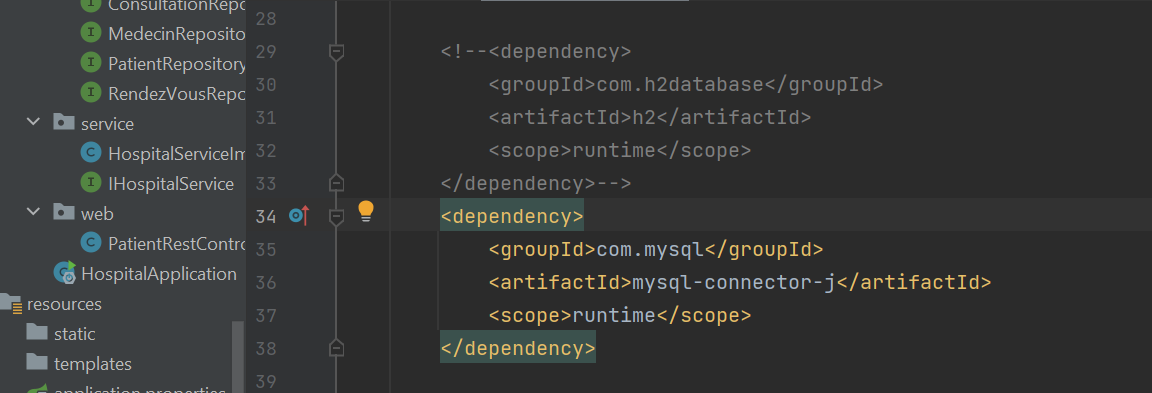 ConsultationRepo
MedecinReposito
PatientRepository
RendezVousRepo
service
HospitalServiceIm
IHospitalService
web
PatientRestContro
HospitalApplication
resources
static
templates
application.properties
28
29 <!--<dependency>
30 <groupId>com.h2database</groupId>
31 <artifactId>h2</artifactId>
32 <scope>runtime</scope>
33 </dependency>-->
34 <dependency>
35 <groupId>com.mysql</groupId>
36 <artifactId>mysql-connector-j</artifactId>
37 <scope>runtime</scope>
38 </dependency>
39